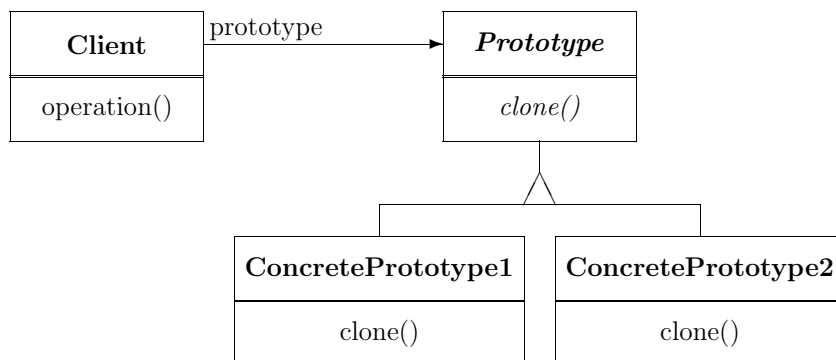 Client
prototype
Prototype
operation()
clone()
ConcretePrototype1
ConcretePrototype2
clone()
clone()